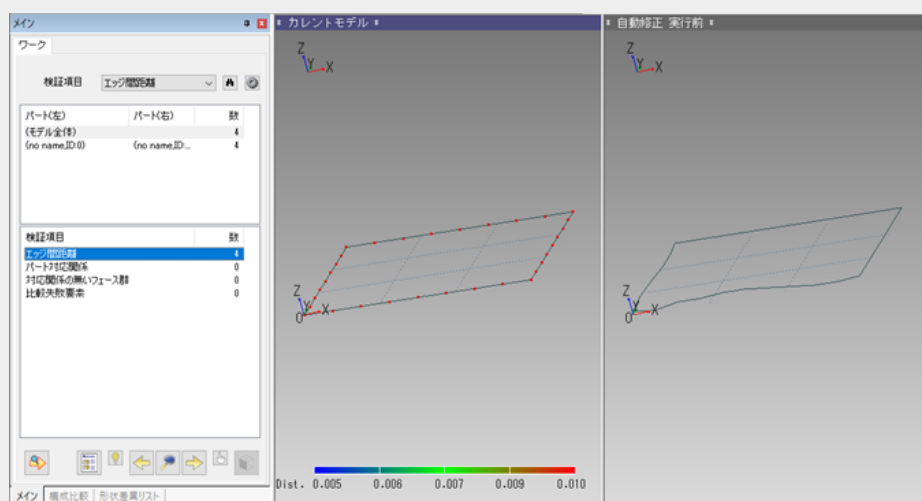 メイン
ワーク
検証項目 エッジ間距離
パート(左) パート(右) 数
(モデル全体) 4
(no name,ID:0) (no name,ID:... 4
検証項目 数
エッジ間距離 4
パート対応関係 0
対応関係の無いフェース群 0
比較失敗要素 0
メイン 構成比較 形状差異リスト
* カレントモデル *
Z
Y
X
Z
Y
X
O
Dist. 0.005 0.006 0.007 0.009 0.010
* 自動修正 実行前 *
Z
Y
X
Z
Y
X
O